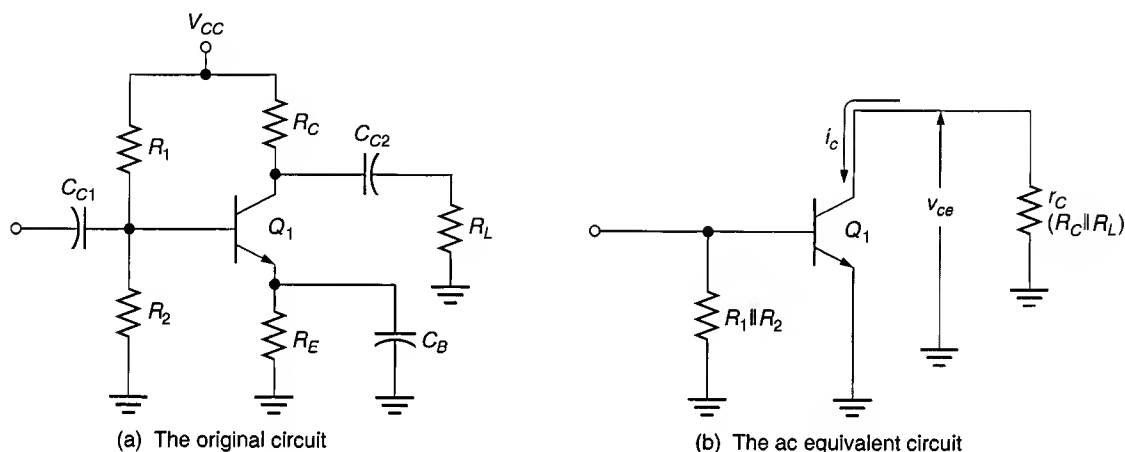 V_CC
R_C
C_C2
R_1
C_C1
Q_1
R_L
R_2
R_E
C_B
(a) The original circuit
i_c
v_ce
r_C
(R_C∥R_L)
Q_1
R_1∥R_2
(b) The ac equivalent circuit